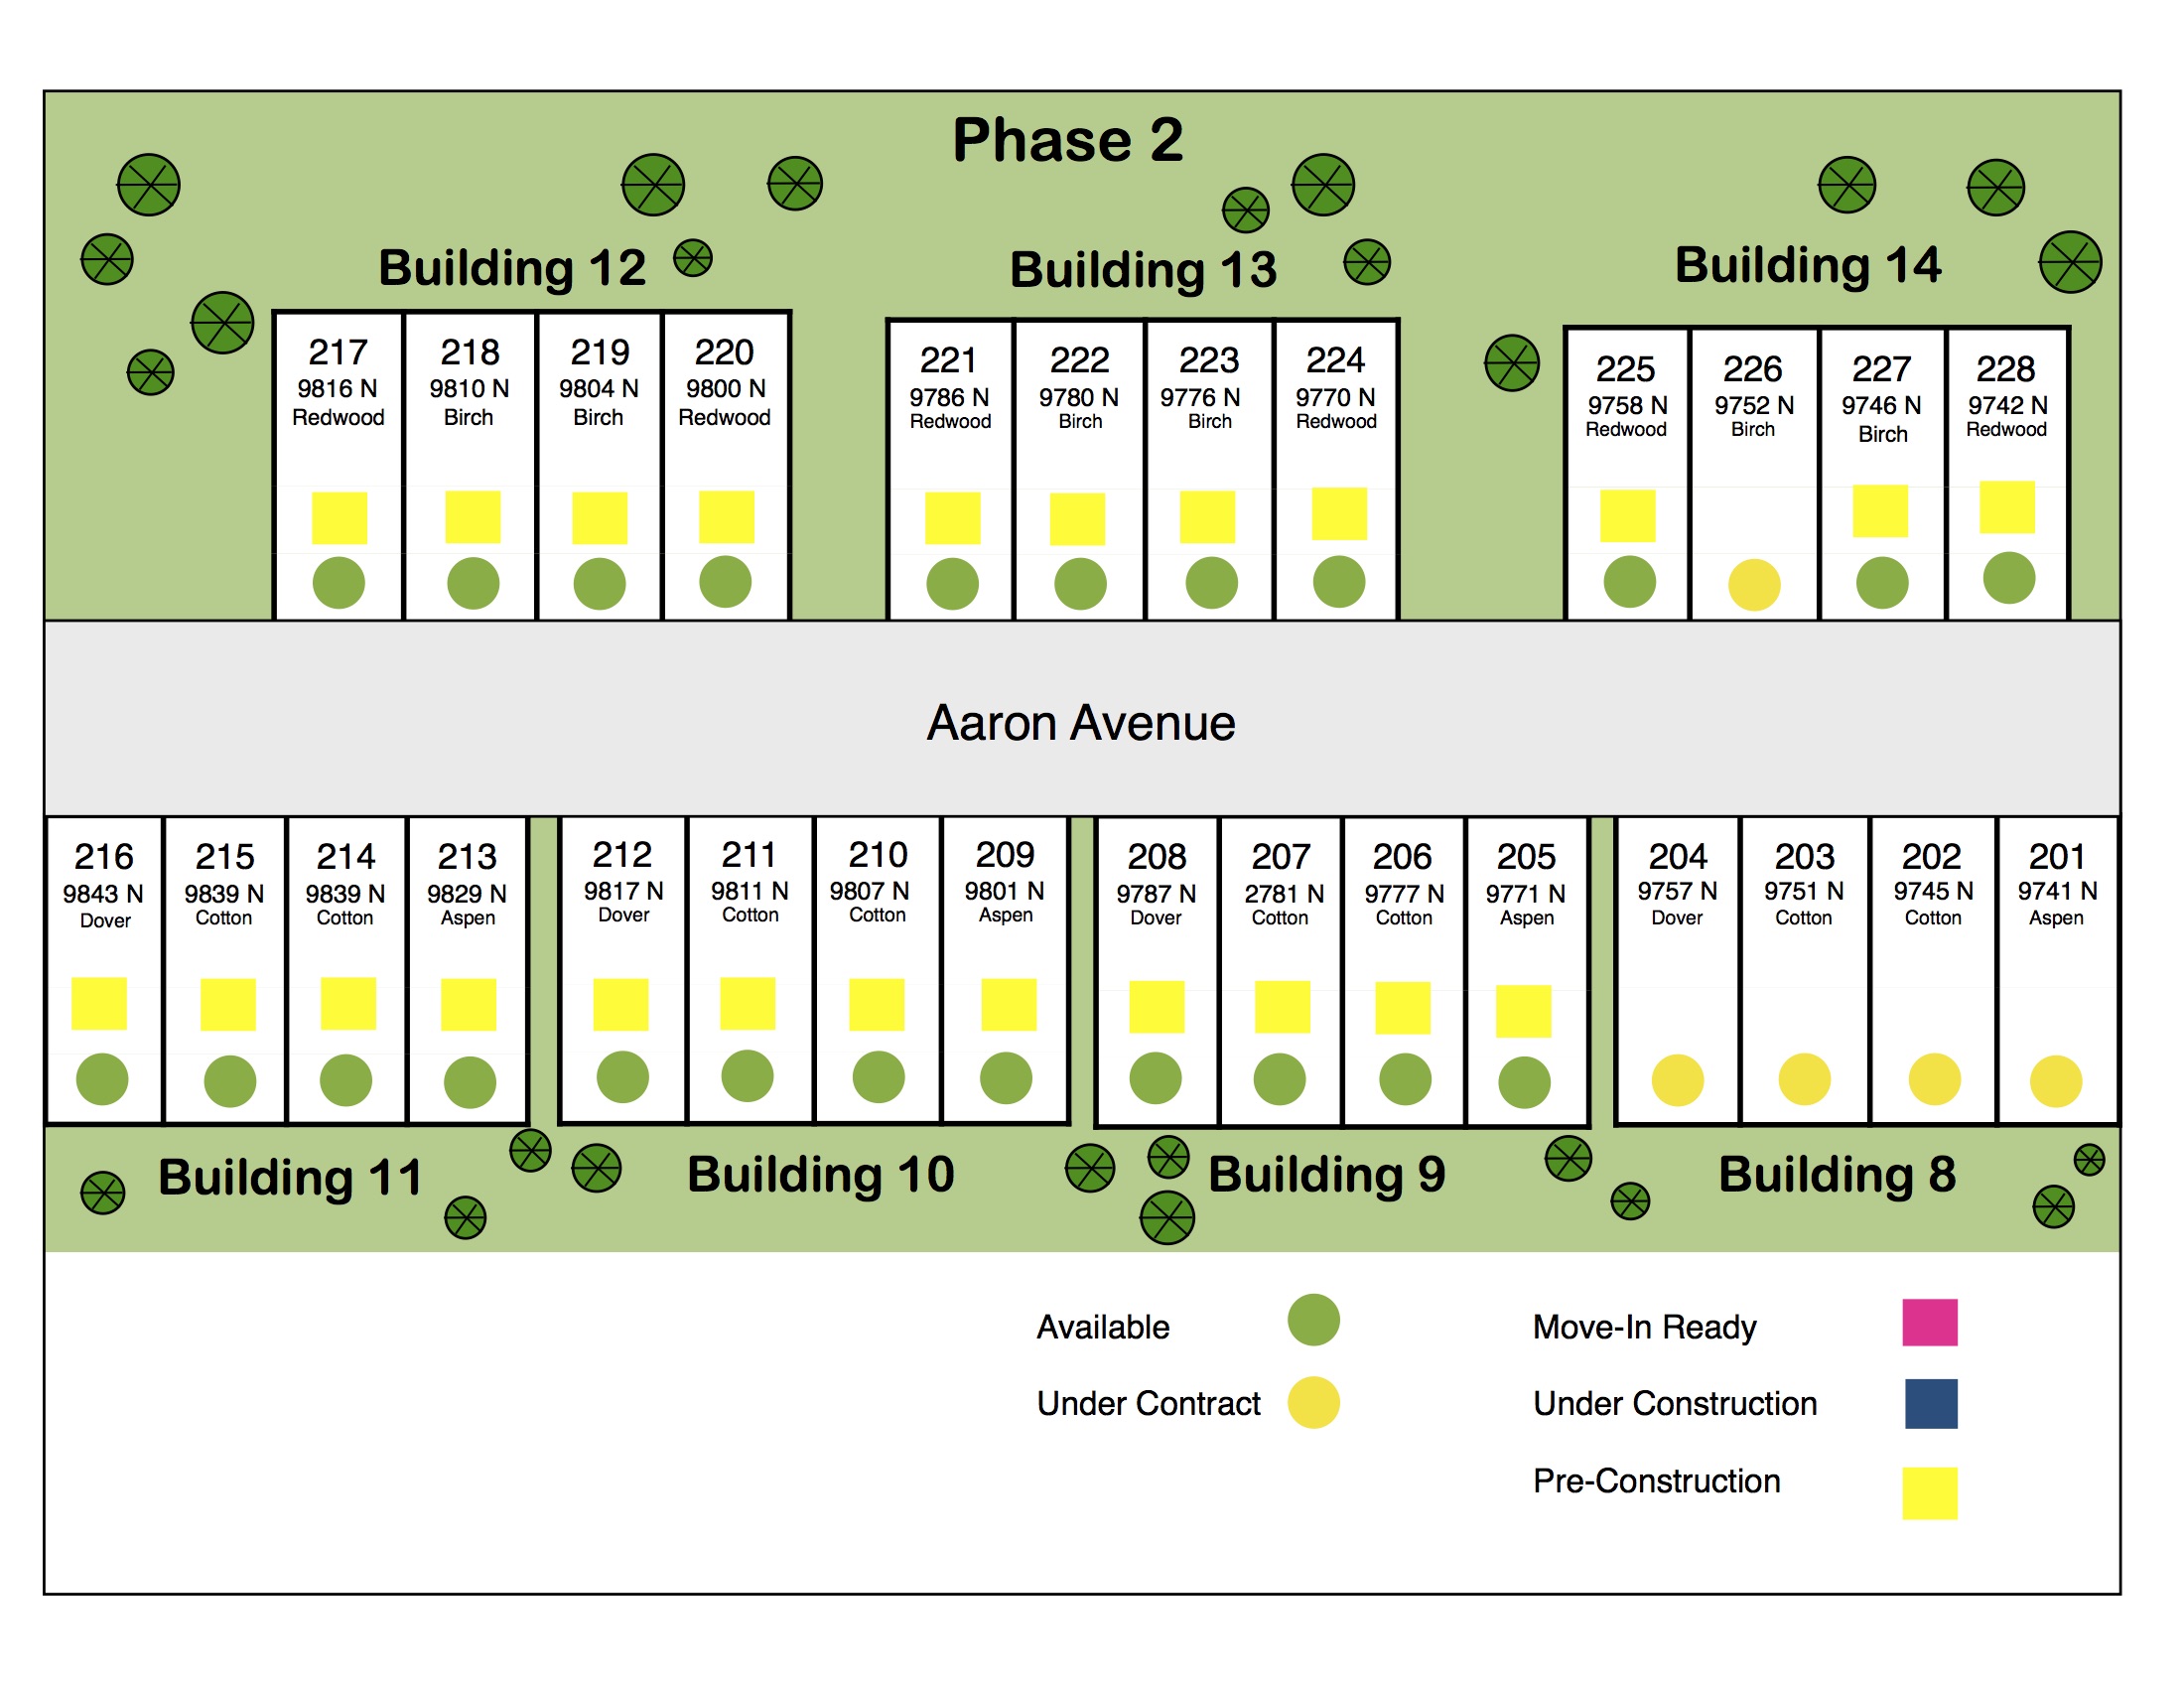 Phase 2
Building 12
Building 13
Building 14
217
9816 N
Redwood
218
9810 N
Birch
219
9804 N
Birch
220
9800 N
Redwood
221
9786 N
Redwood
222
9780 N
Birch
223
9776 N
Birch
224
9770 N
Redwood
225
9758 N
Redwood
226
9752 N
Birch
227
9746 N
Birch
228
9742 N
Redwood
Aaron Avenue
216
9843 N
Dover
215
9839 N
Cotton
214
9839 N
Cotton
213
9829 N
Aspen
212
9817 N
Dover
211
9811 N
Cotton
210
9807 N
Cotton
209
9801 N
Aspen
208
9787 N
Dover
207
2781 N
Cotton
206
9777 N
Cotton
205
9771 N
Aspen
204
9757 N
Dover
203
9751 N
Cotton
202
9745 N
Cotton
201
9741 N
Aspen
Building 11
Building 10
Building 9
Building 8
Available
Under Contract
Move-In Ready
Under Construction
Pre-Construction